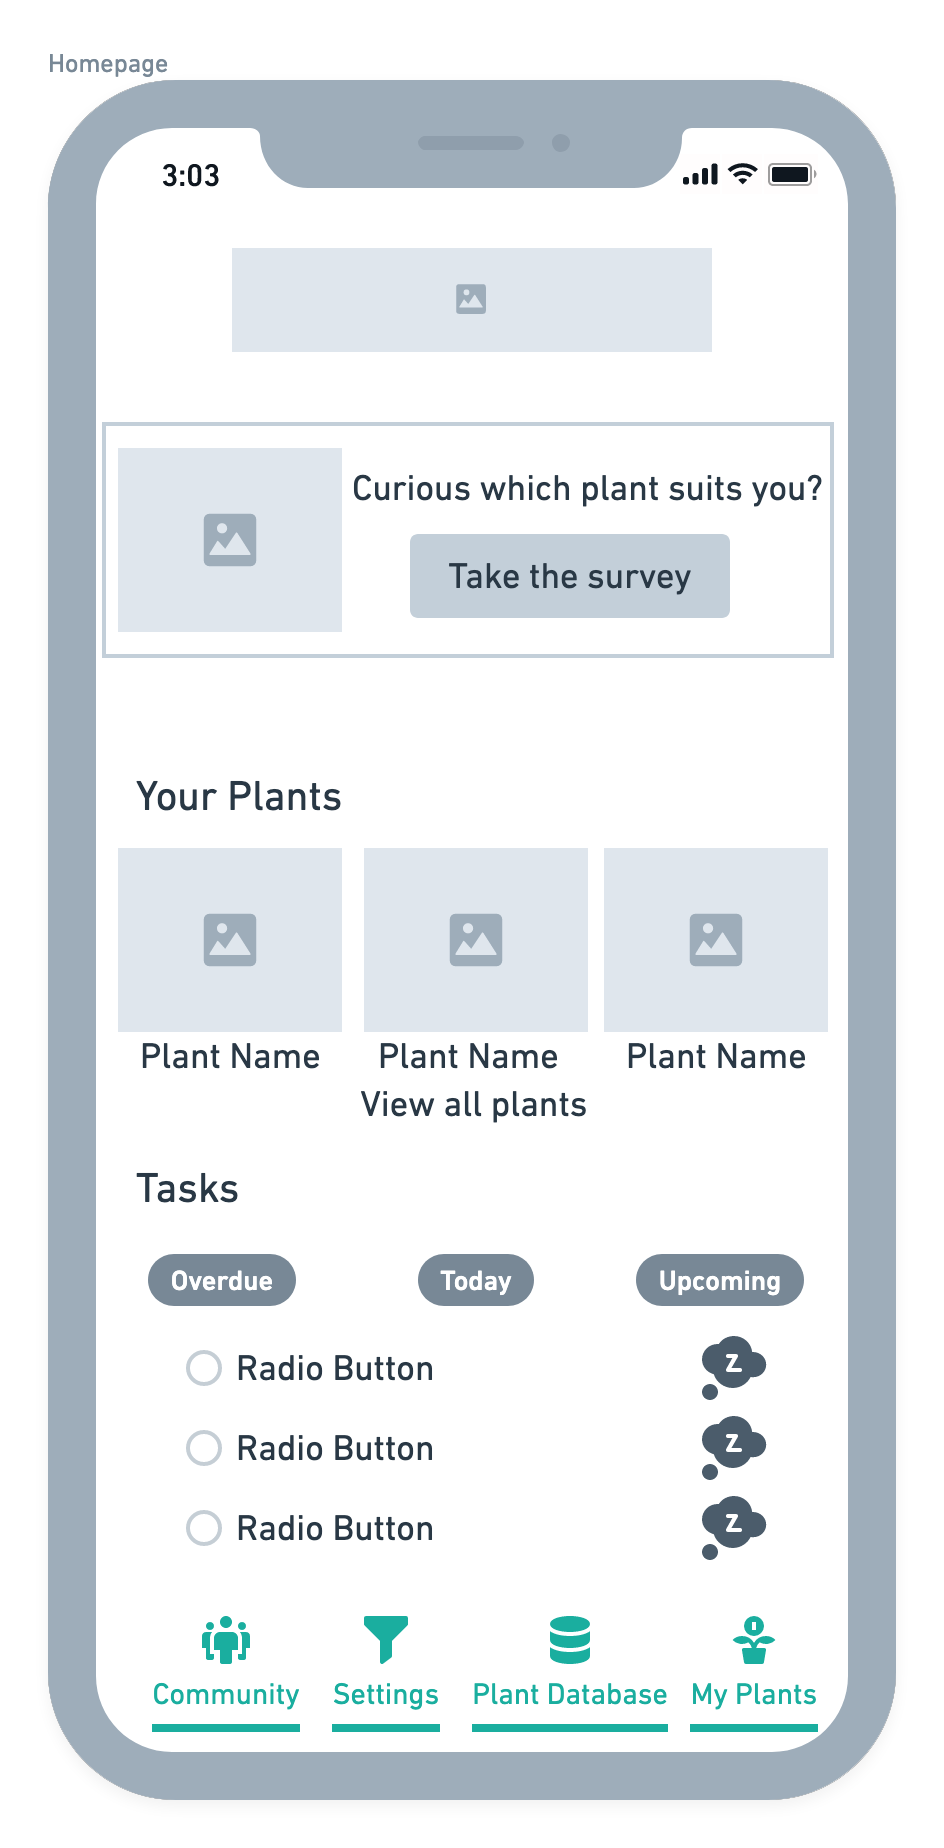 Homepage
3:03
Curious which plant suits you?
Take the survey
Your Plants
Plant Name Plant Name Plant Name
View all plants
Tasks
Overdue Today Upcoming
Radio Button z
Radio Button z
Radio Button z
Community Settings Plant Database My Plants